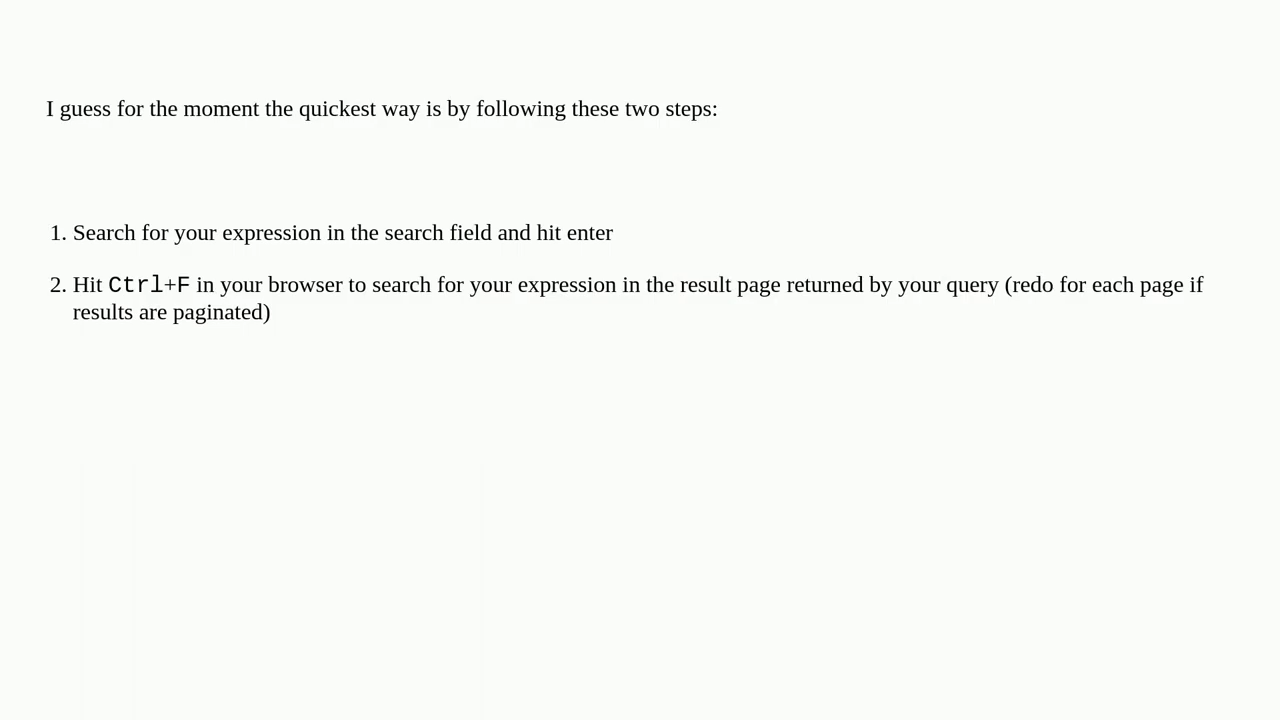 I guess for the moment the quickest way is by following these two steps:
1. Search for your expression in the search field and hit enter
2. Hit Ctrl+F in your browser to search for your expression in the result page returned by your query (redo for each page if
results are paginated)